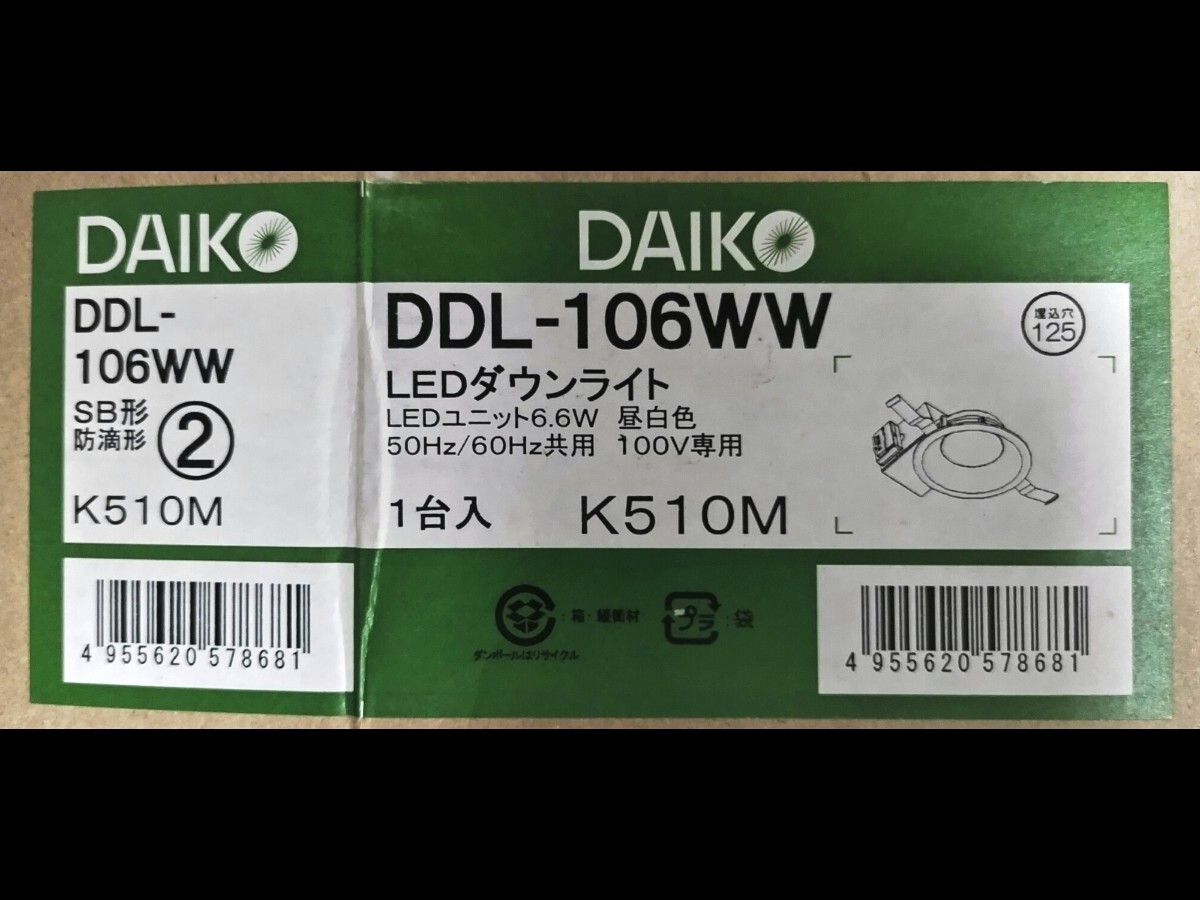 DAIKO
DDL-
106WW
SB形
防滴形
②
K510M
4 955620 578681
DAIKO
DDL-106WW
LEDダウンライト
LEDユニット6.6W 昼白色
50Hz/60Hz共用 100V専用
1台入 K510M
埋込穴
125
:箱・緩衝材
ダンボールはリサイクル
プラ :袋
4 955620 578681